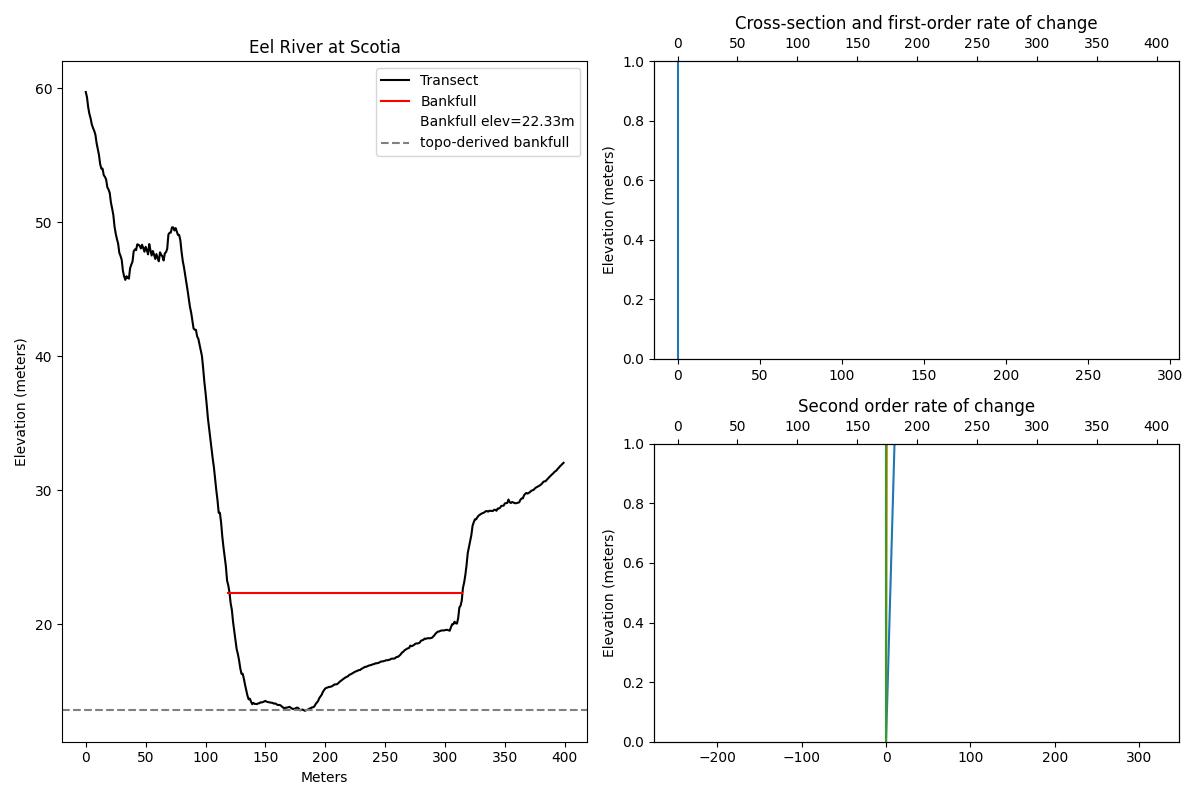 Eel River at Scotia
Transect
Bankfull
Bankfull elev=22.33m
topo-derived bankfull
60
50
40
30
20
Elevation (meters)
0 50 100 150 200 250 300 350 400
Meters
Cross-section and first-order rate of change
0 50 100 150 200 250 300 350 400
1.0
0.8
0.6
0.4
0.2
0.0
Elevation (meters)
0 50 100 150 200 250 300
Second order rate of change
0 50 100 150 200 250 300 350 400
1.0
0.8
0.6
0.4
0.2
0.0
Elevation (meters)
−200 −100 0 100 200 300